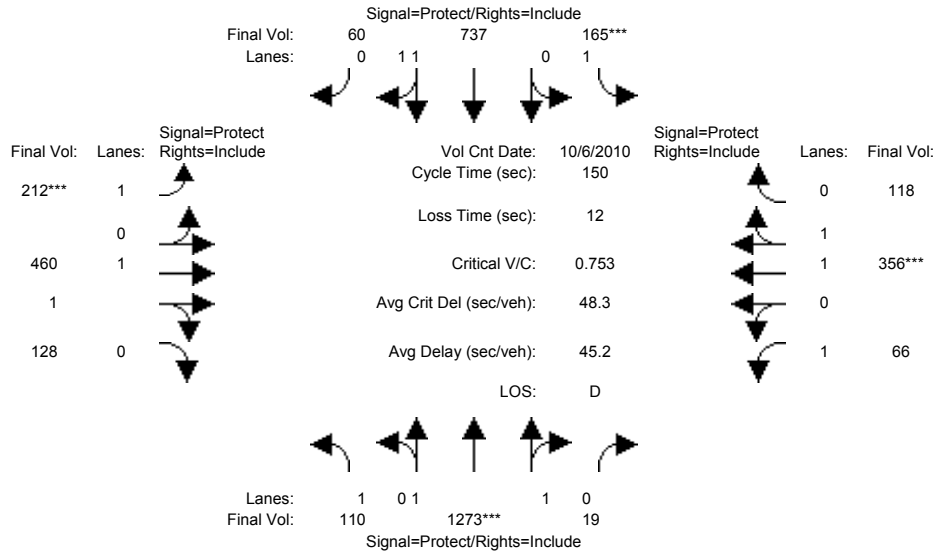 Signal=Protect/Rights=Include
Final Vol: 60 737 165***
Lanes: 0 1 1 0 1
Signal=Protect Signal=Protect
Final Vol: Lanes: Rights=Include Vol Cnt Date: 10/6/2010 Rights=Include Lanes: Final Vol:
Cycle Time (sec): 150
212*** 1 0 118
Loss Time (sec): 12
0 1
460 1 Critical V/C: 0.753 1 356***
1 Avg Crit Del (sec/veh): 48.3 0
128 0 Avg Delay (sec/veh): 45.2 1 66
LOS: D
Lanes: 1 0 1 1 0
Final Vol: 110 1273*** 19
Signal=Protect/Rights=Include